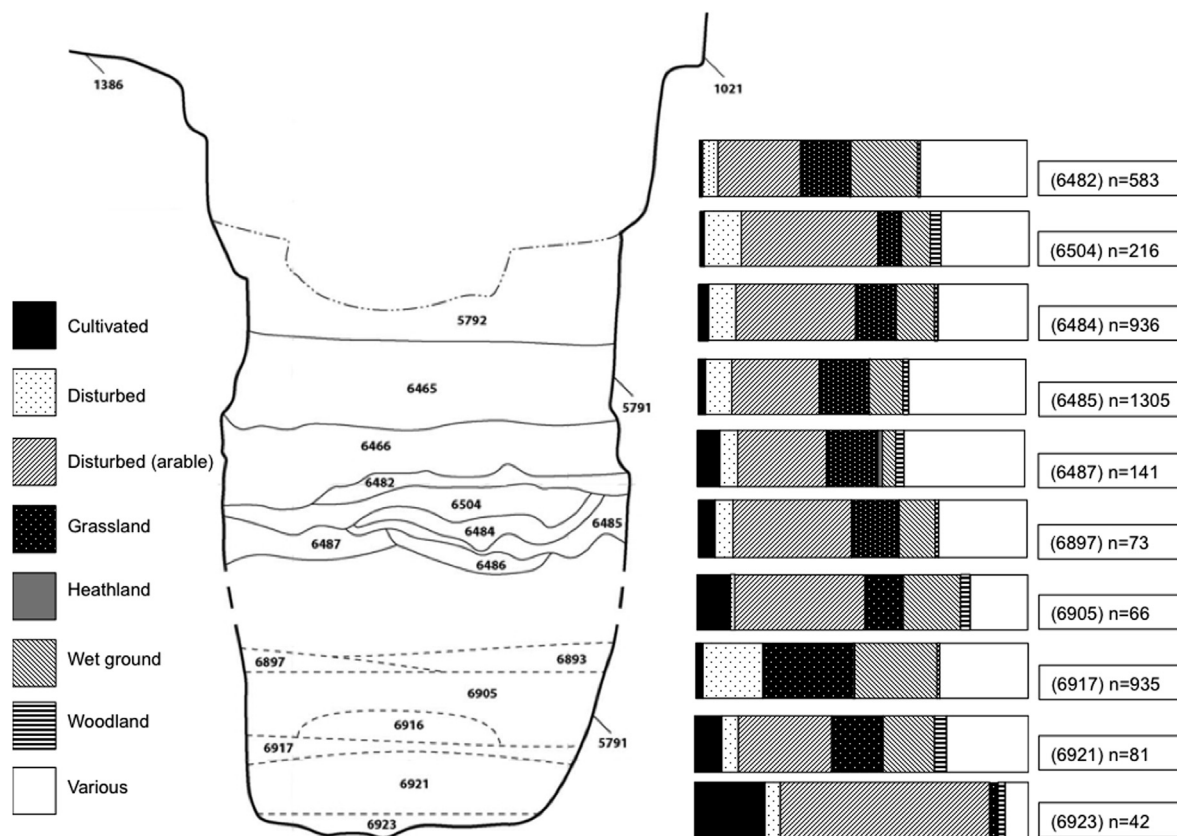 1386
1021
5792
6465
5791
6466
6482
6504
6484
6485
6487
6486
6897
6893
6905
6916
6917
5791
6921
6923
Cultivated
Disturbed
Disturbed (arable)
Grassland
Heathland
Wet ground
Woodland
Various
(6482) n=583
(6504) n=216
(6484) n=936
(6485) n=1305
(6487) n=141
(6897) n=73
(6905) n=66
(6917) n=935
(6921) n=81
(6923) n=42